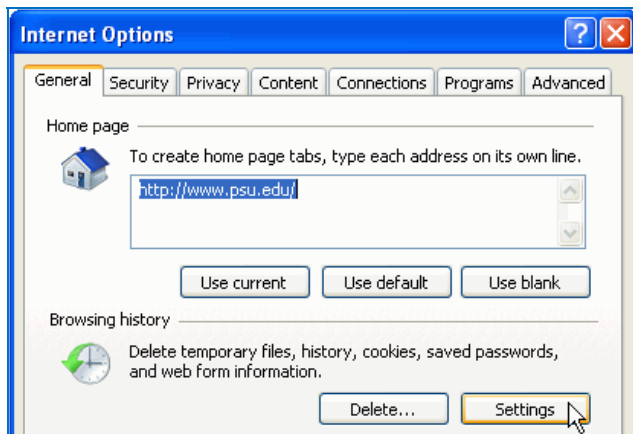 Internet Options
General Security Privacy Content Connections Programs Advanced
Home page
To create home page tabs, type each address on its own line.
http://www.psu.edu/
Use current Use default Use blank
Browsing history
Delete temporary files, history, cookies, saved passwords,
and web form information.
Delete... Settings